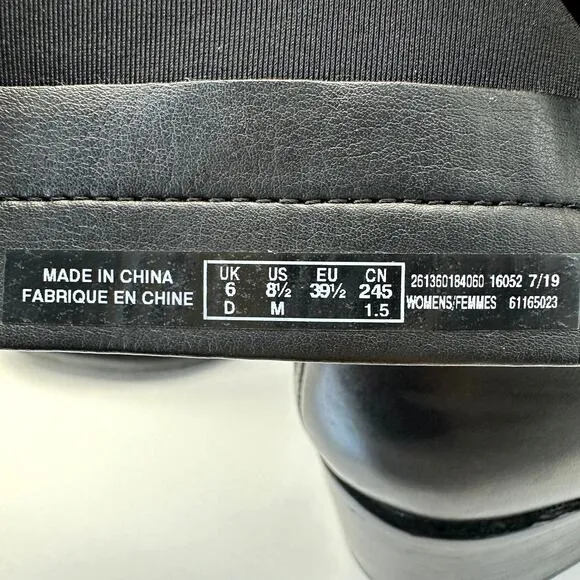 MADE IN CHINA
FABRIQUE EN CHINE
UK US EU CN
6 8½ 39½ 245
D M 1.5
261360184060 16052 7/19
WOMENS/FEMMES 61165023